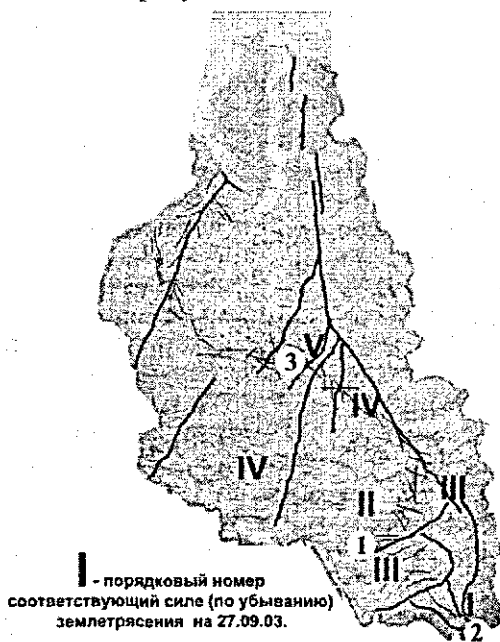 3
V
IV
IV
II
III
1
III
I
2
I - порядковый номер
соответствующий силе (по убыванию)
землетрясения на 27.09.03.